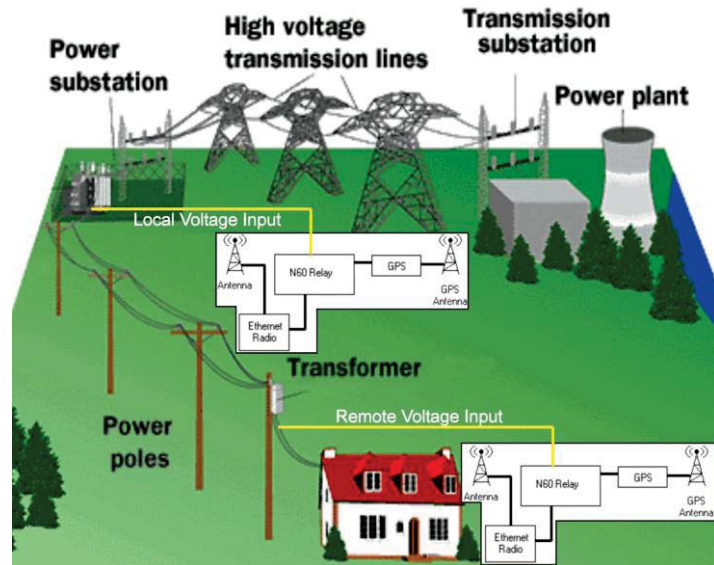 Power
substation
High voltage
transmission lines
Transmission
substation
Power plant
Local Voltage Input
Antenna
N60 Relay
GPS
GPS
Antenna
Ethernet
Radio
Transformer
Power
poles
Remote Voltage Input
Antenna
N60 Relay
GPS
GPS
Antenna
Ethernet
Radio